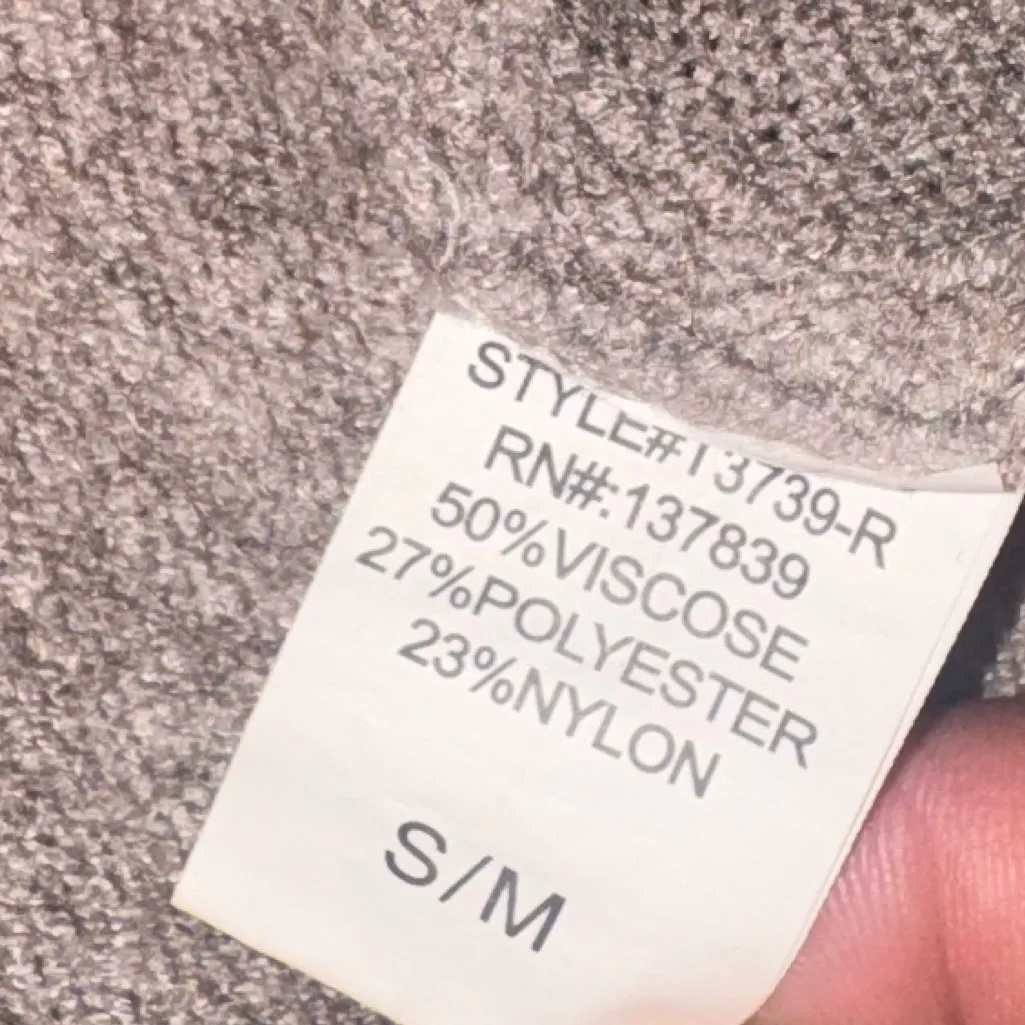 STYLE#T3739-R
RN#:137839
50%VISCOSE
27%POLYESTER
23%NYLON
S/M